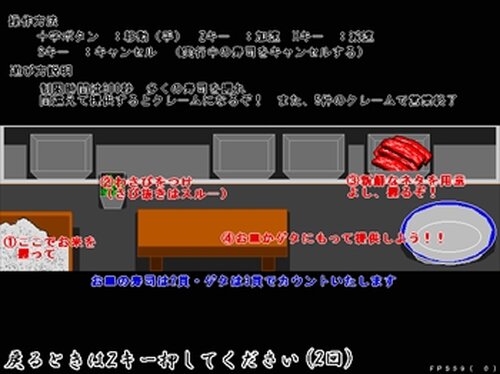 操作方法
十字ボタン ：移動（手） Zキー ：加速 Xキー ：減速
Sキー ：キャンセル （実行中の寿司をキャンセルする）
遊び方説明
制限時間は300秒 多くの寿司を握れ
間違えて提供するとクレームになるぞ！ また、5件のクレームで営業終了
②わさびをつけ
（さび抜きはスルー）
③新鮮なネタを用意
よし、握るぞ！
①ここでお米を
握って
④お皿かゲタにもって提供しよう！！
お皿の寿司は2貫・ゲタは3貫でカウントいたします
戻るときはZキー押してください(2回)